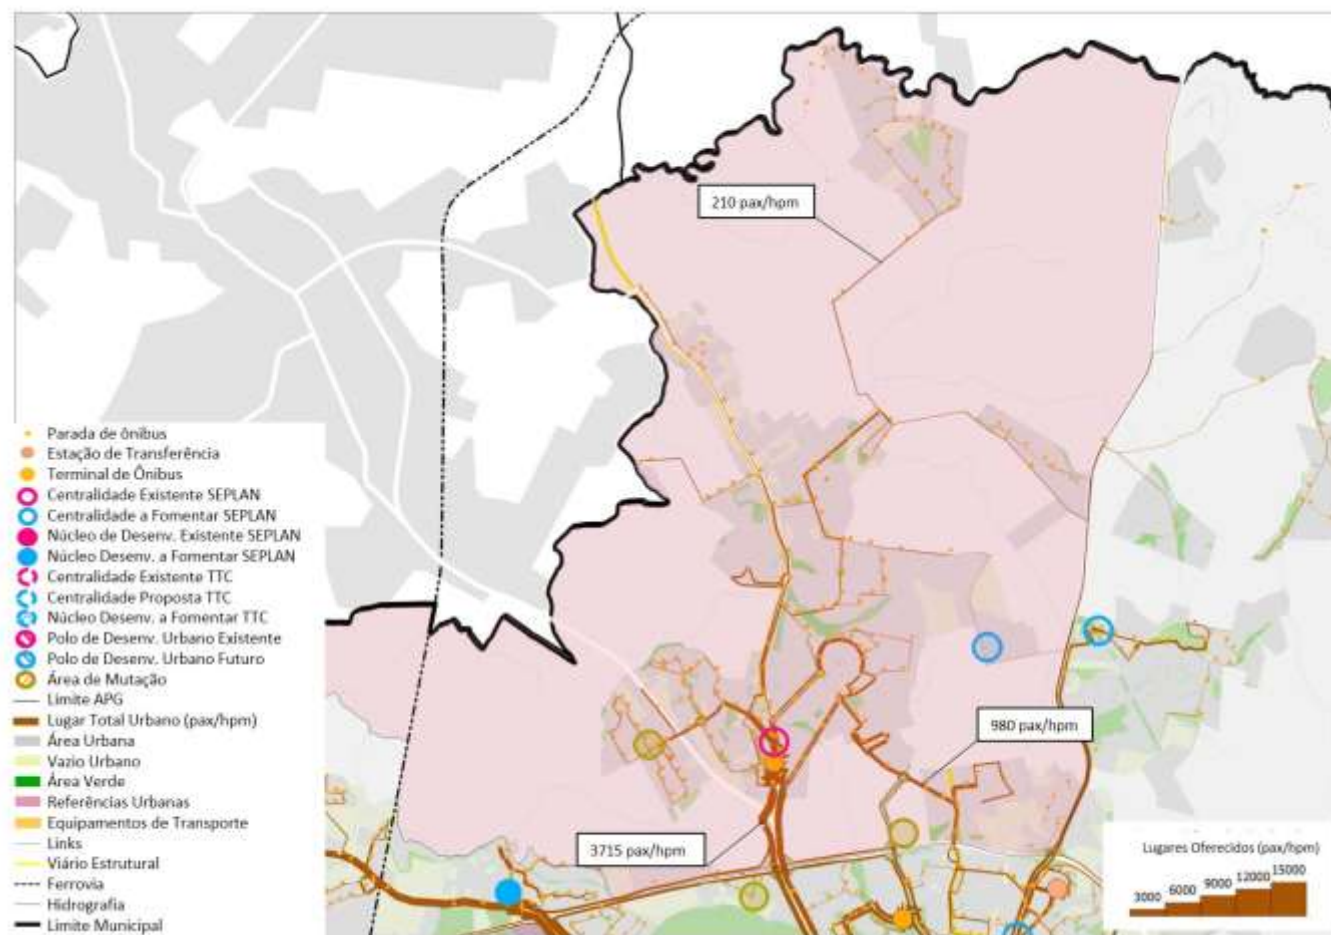 210 pax/hpm
Parada de ônibus
Estação de Transferência
Terminal de Ônibus
Centralidade Existente SEPLAN
Centralidade a Fomentar SEPLAN
Núcleo de Desenv. Existente SEPLAN
Núcleo Desenv. a Fomentar SEPLAN
Centralidade Existente TTC
Centralidade Proposta TTC
Núcleo Desenv. a Fomentar TTC
Polo de Desenv. Urbano Existente
Polo de Desenv. Urbano Futuro
Área de Mutação
Limite APG
Lugar Total Urbano (pax/hpm)
Área Urbana
Vazio Urbano
Área Verde
Referências Urbanas
Equipamentos de Transporte
Links
Viário Estrutural
Ferrovia
Hidrografia
Limite Municipal
980 pax/hpm
3715 pax/hpm
Lugares Oferecidos (pax/hpm)
3000 6000 9000 12000 15000